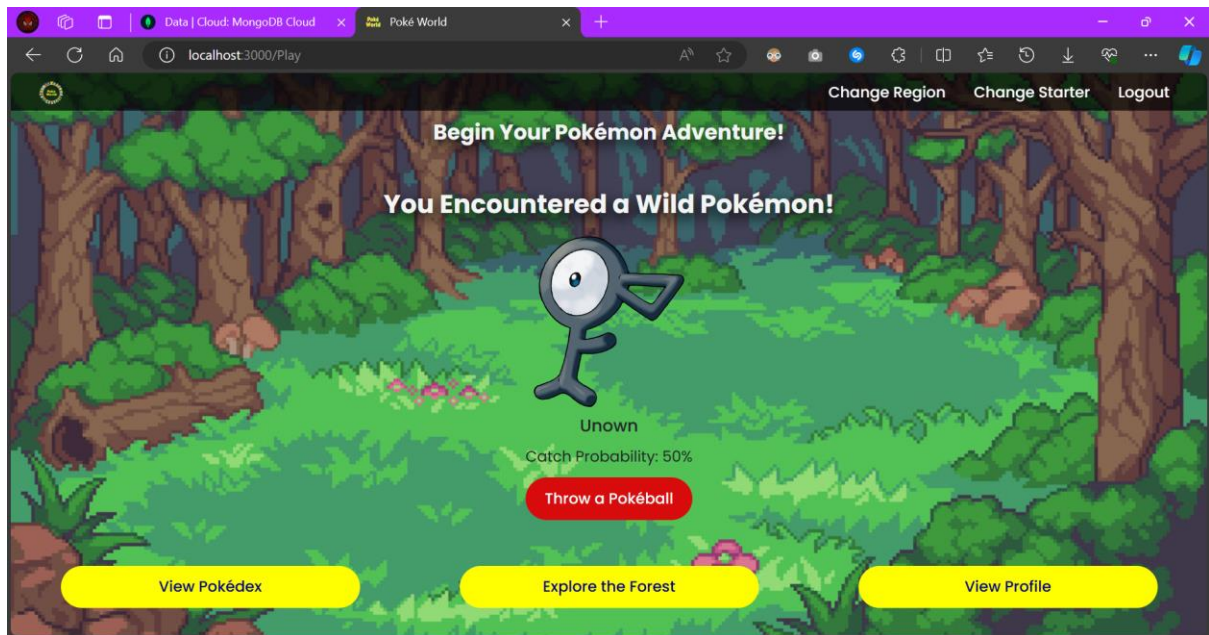 Data | Cloud: MongoDB Cloud
Poké World
localhost:3000/Play
Change Region
Change Starter
Logout
Begin Your Pokémon Adventure!
You Encountered a Wild Pokémon!
Unown
Catch Probability: 50%
Throw a Pokéball
View Pokédex
Explore the Forest
View Profile